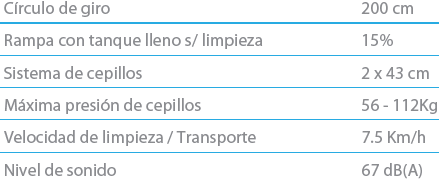 Círculo de giro 200 cm
Rampa con tanque lleno s/ limpieza 15%
Sistema de cepillos 2 x 43 cm
Máxima presión de cepillos 56 - 112Kg
Velocidad de limpieza / Transporte 7.5 Km/h
Nivel de sonido 67 dB(A)